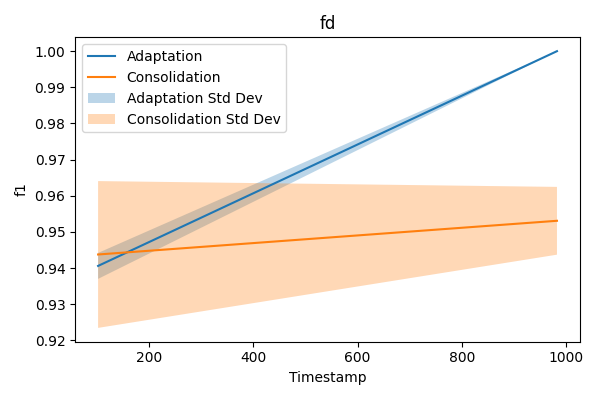 fd
Adaptation
Consolidation
Adaptation Std Dev
Consolidation Std Dev
f1
1.00
0.99
0.98
0.97
0.96
0.95
0.94
0.93
0.92
200
400
600
800
1000
Timestamp